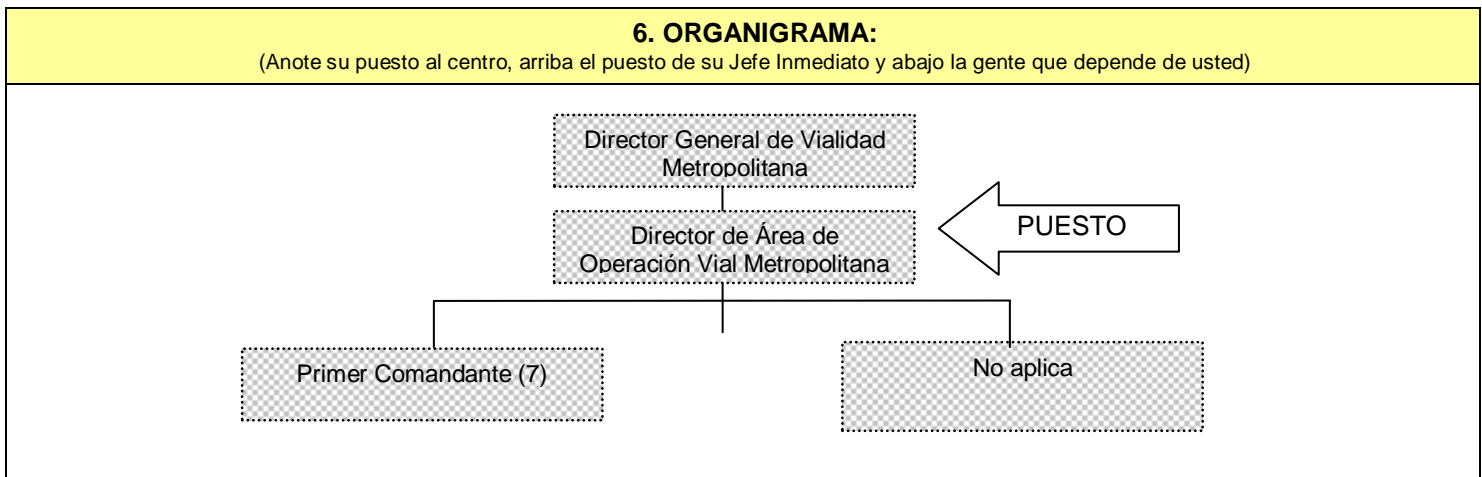 6. ORGANIGRAMA:
(Anote su puesto al centro, arriba el puesto de su Jefe Inmediato y abajo la gente que depende de usted)
Director General de Vialidad
Metropolitana
Director de Área de
Operación Vial Metropolitana
PUESTO
Primer Comandante (7)
No aplica